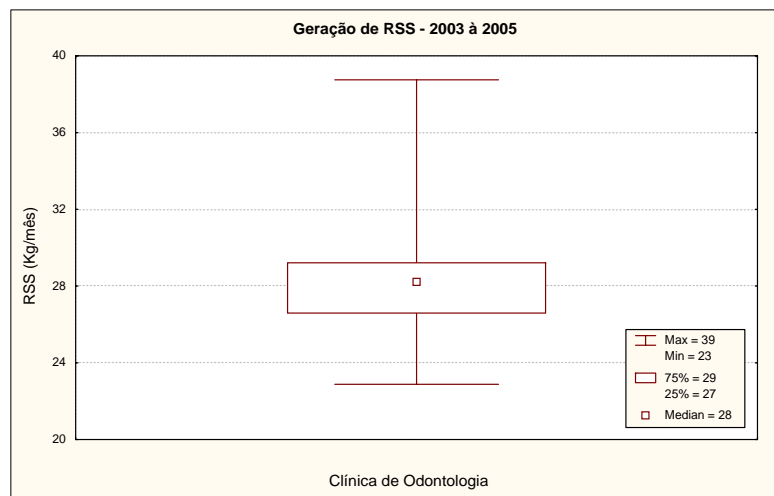 Geração de RSS - 2003 à 2005
40
36
32
28
24
20
RSS (Kg/mês)
Max = 39
Min = 23
75% = 29
25% = 27
Median = 28
Clínica de Odontologia